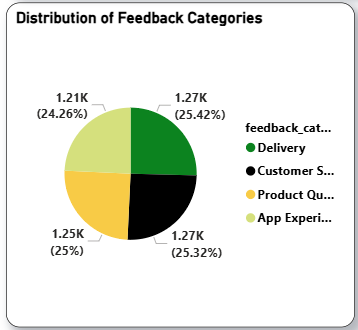 Distribution of Feedback Categories
1.21K
(24.26%)
1.27K
(25.42%)
feedback_cat...
Delivery
Customer S...
Product Qu...
App Experi...
1.25K
(25%)
1.27K
(25.32%)